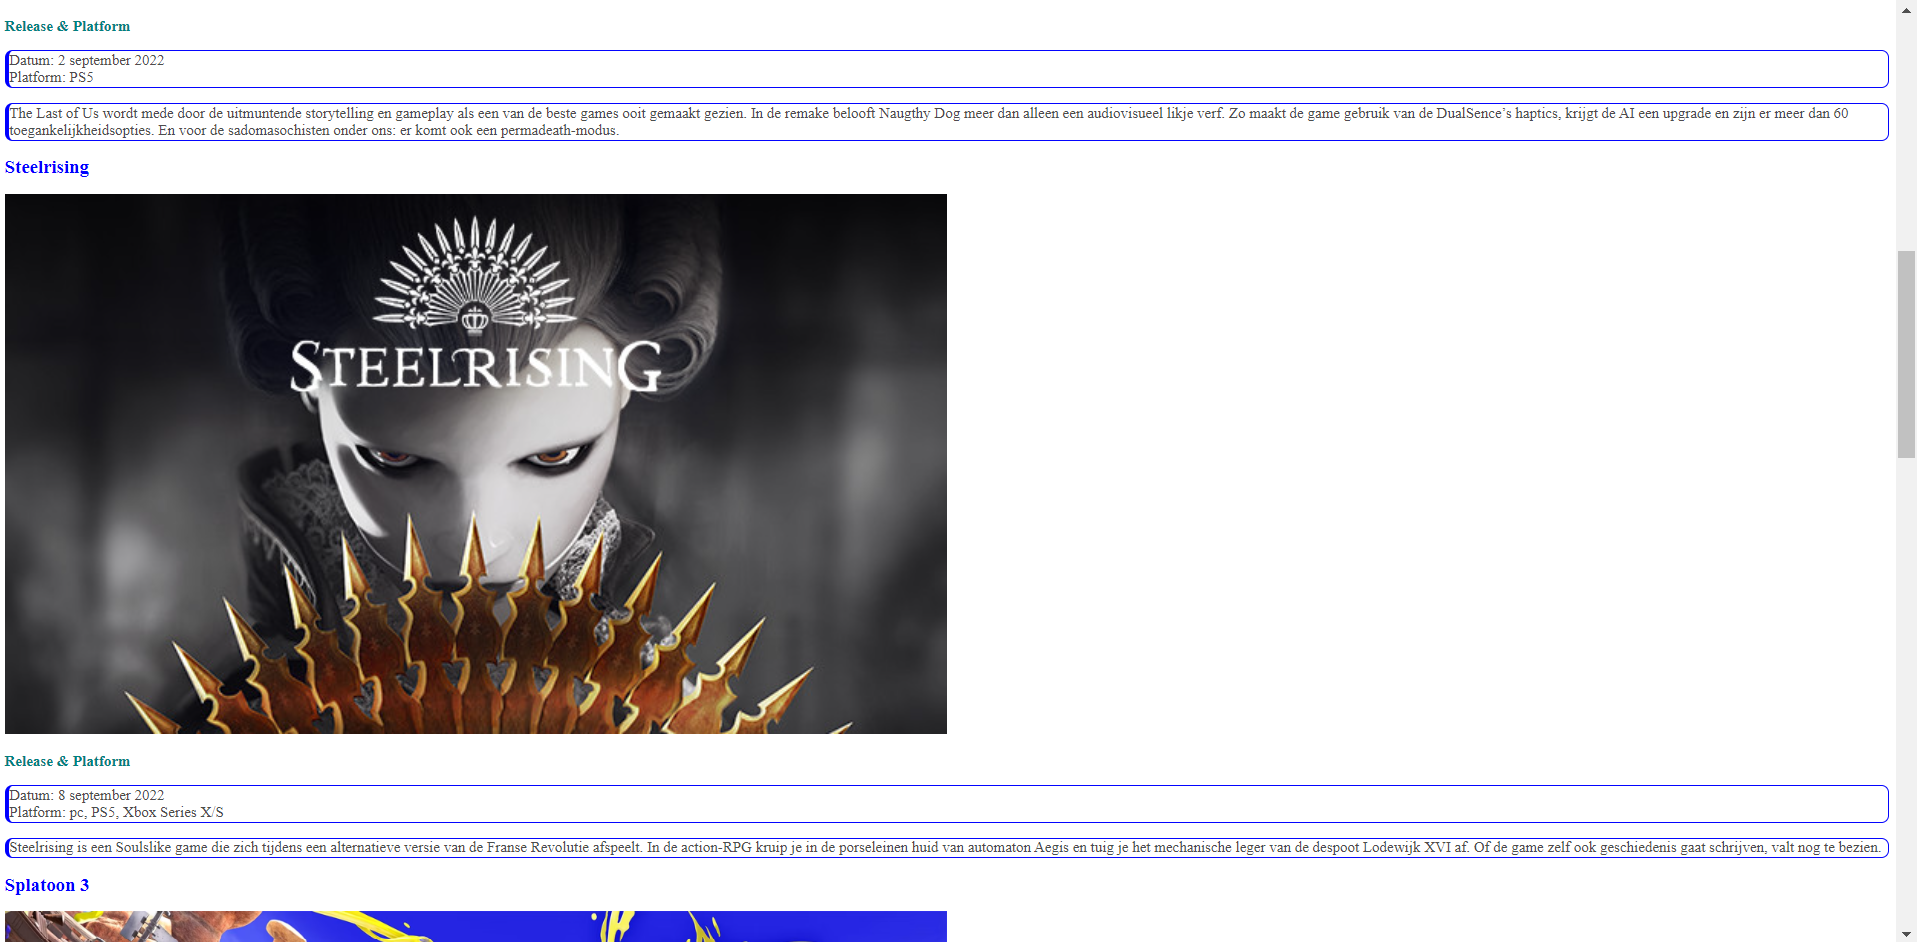 Release & Platform
Datum: 2 september 2022
Platform: PS5
The Last of Us wordt mede door de uitmuntende storytelling en gameplay als een van de beste games ooit gemaakt gezien. In de remake belooft Naugthy Dog meer dan alleen een audiovisueel likje verf. Zo maakt de game gebruik van de DualSence’s haptics, krijgt de AI een upgrade en zijn er meer dan 60
toegankelijkheidsopties. En voor de sadomasochisten onder ons: er komt ook een permadeath-modus.
Steelrising
STEELRISING
Release & Platform
Datum: 8 september 2022
Platform: pc, PS5, Xbox Series X/S
Steelrising is een Soulslike game die zich tijdens een alternatieve versie van de Franse Revolutie afspeelt. In de action-RPG kruip je in de porseleinen huid van automaton Aegis en tuig je het mechanische leger van de despoot Lodewijk XVI af. Of de game zelf ook geschiedenis gaat schrijven, valt nog te bezien.
Splatoon 3